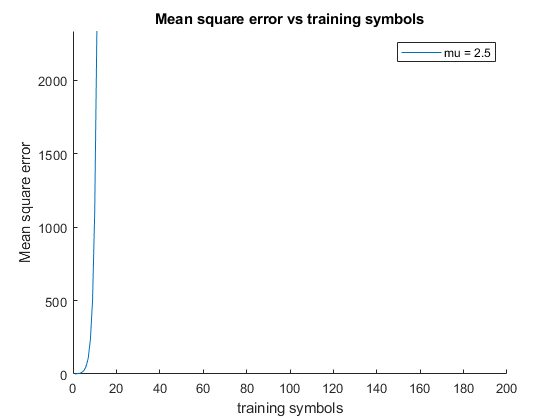 Mean square error vs training symbols
mu = 2.5
Mean square error
2000
1500
1000
500
0
0 20 40 60 80 100 120 140 160 180 200
training symbols